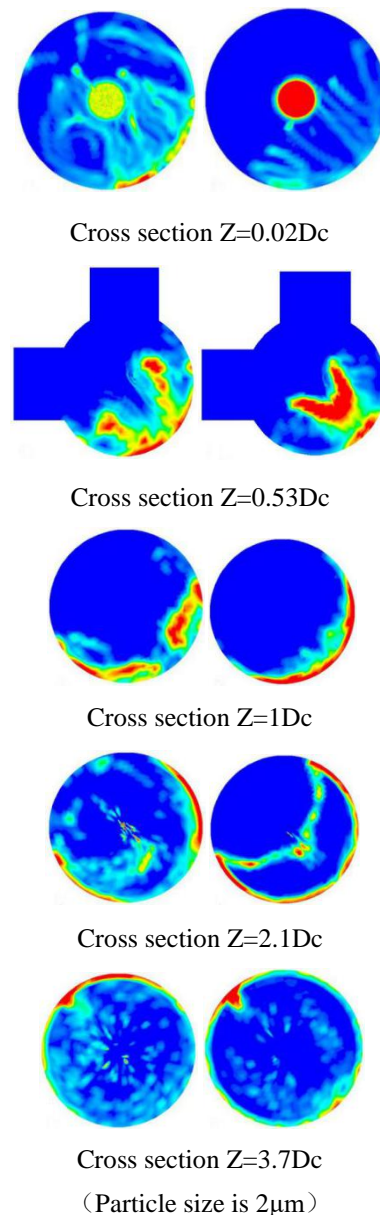 Cross section Z=0.02Dc
Cross section Z=0.53Dc
Cross section Z=1Dc
Cross section Z=2.1Dc
Cross section Z=3.7Dc
（Particle size is 2μm）